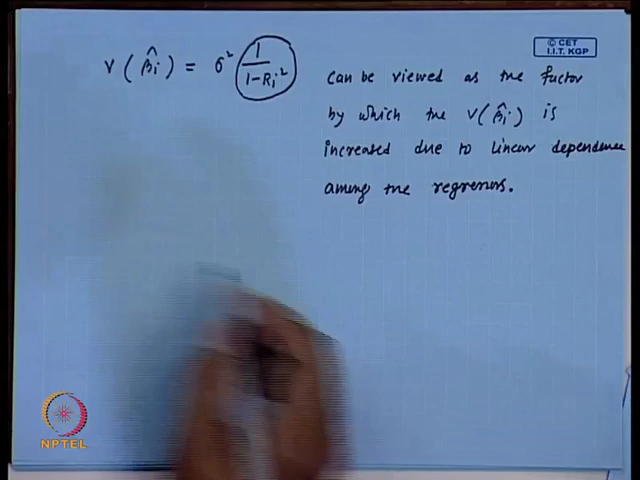 © CET
I.I.T. KGP
V(β̂i) = σ² 1/(1-Ri²)
can be viewed as the factor
by which the V(β̂i) is
increased due to linear dependence
among the regressors.
NPTEL